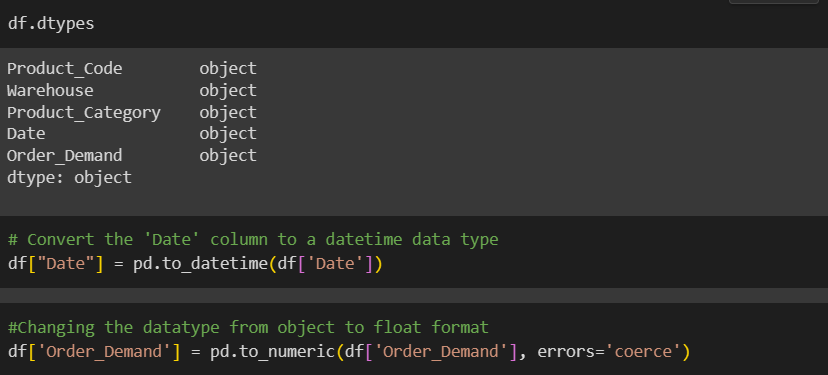 df.dtypes
Product_Code        object
Warehouse           object
Product_Category    object
Date                object
Order_Demand        object
dtype: object
# Convert the 'Date' column to a datetime data type
df["Date"] = pd.to_datetime(df['Date'])
#Changing the datatype from object to float format
df['Order_Demand'] = pd.to_numeric(df['Order_Demand'], errors='coerce')